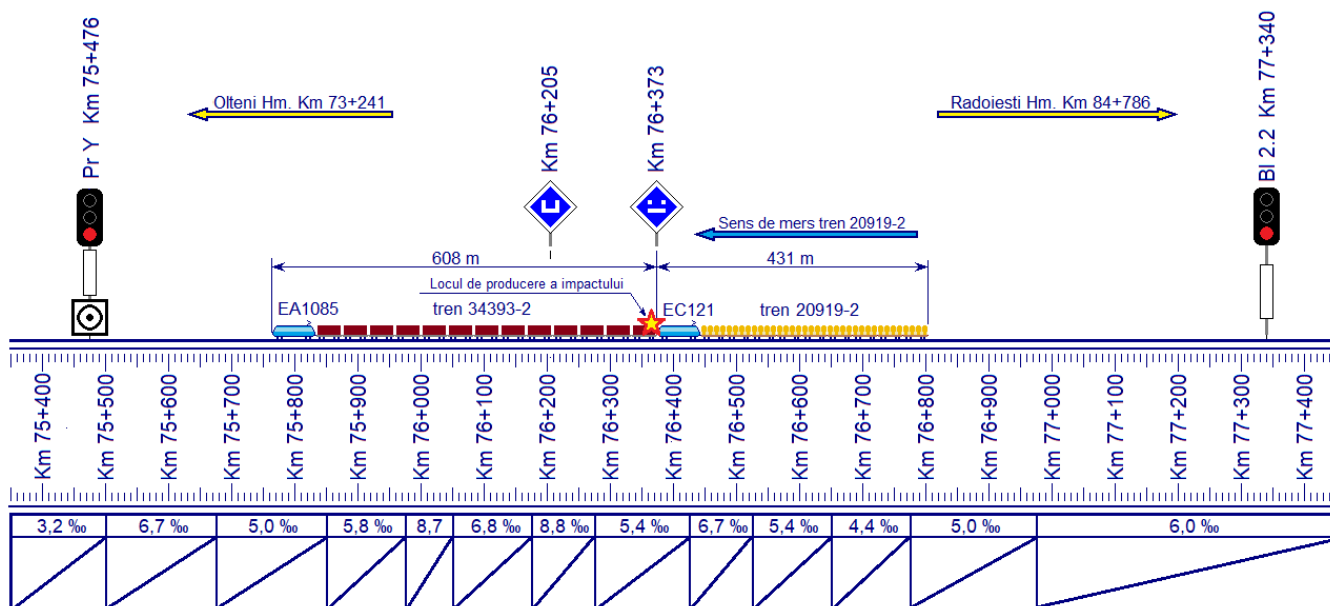 Pr Y Km 75+476
Olteni Hm. Km 73+241
Km 76+205
Km 76+373
Radoiesti Hm. Km 84+786
Bl 2.2 Km 77+340
Sens de mers tren 20919-2
608 m
431 m
Locul de producere a impactului
EA1085
tren 34393-2
EC121
tren 20919-2
Km 75+400
Km 75+500
Km 75+600
Km 75+700
Km 75+800
Km 75+900
Km 76+000
Km 76+100
Km 76+200
Km 76+300
Km 76+400
Km 76+500
Km 76+600
Km 76+700
Km 76+800
Km 76+900
Km 77+000
Km 77+100
Km 77+200
Km 77+300
Km 77+400
3,2 ‰
6,7 ‰
5,0 ‰
5,8 ‰
8,7
6,8 ‰
8,8 ‰
5,4 ‰
6,7 ‰
5,4 ‰
4,4 ‰
5,0 ‰
6,0 ‰